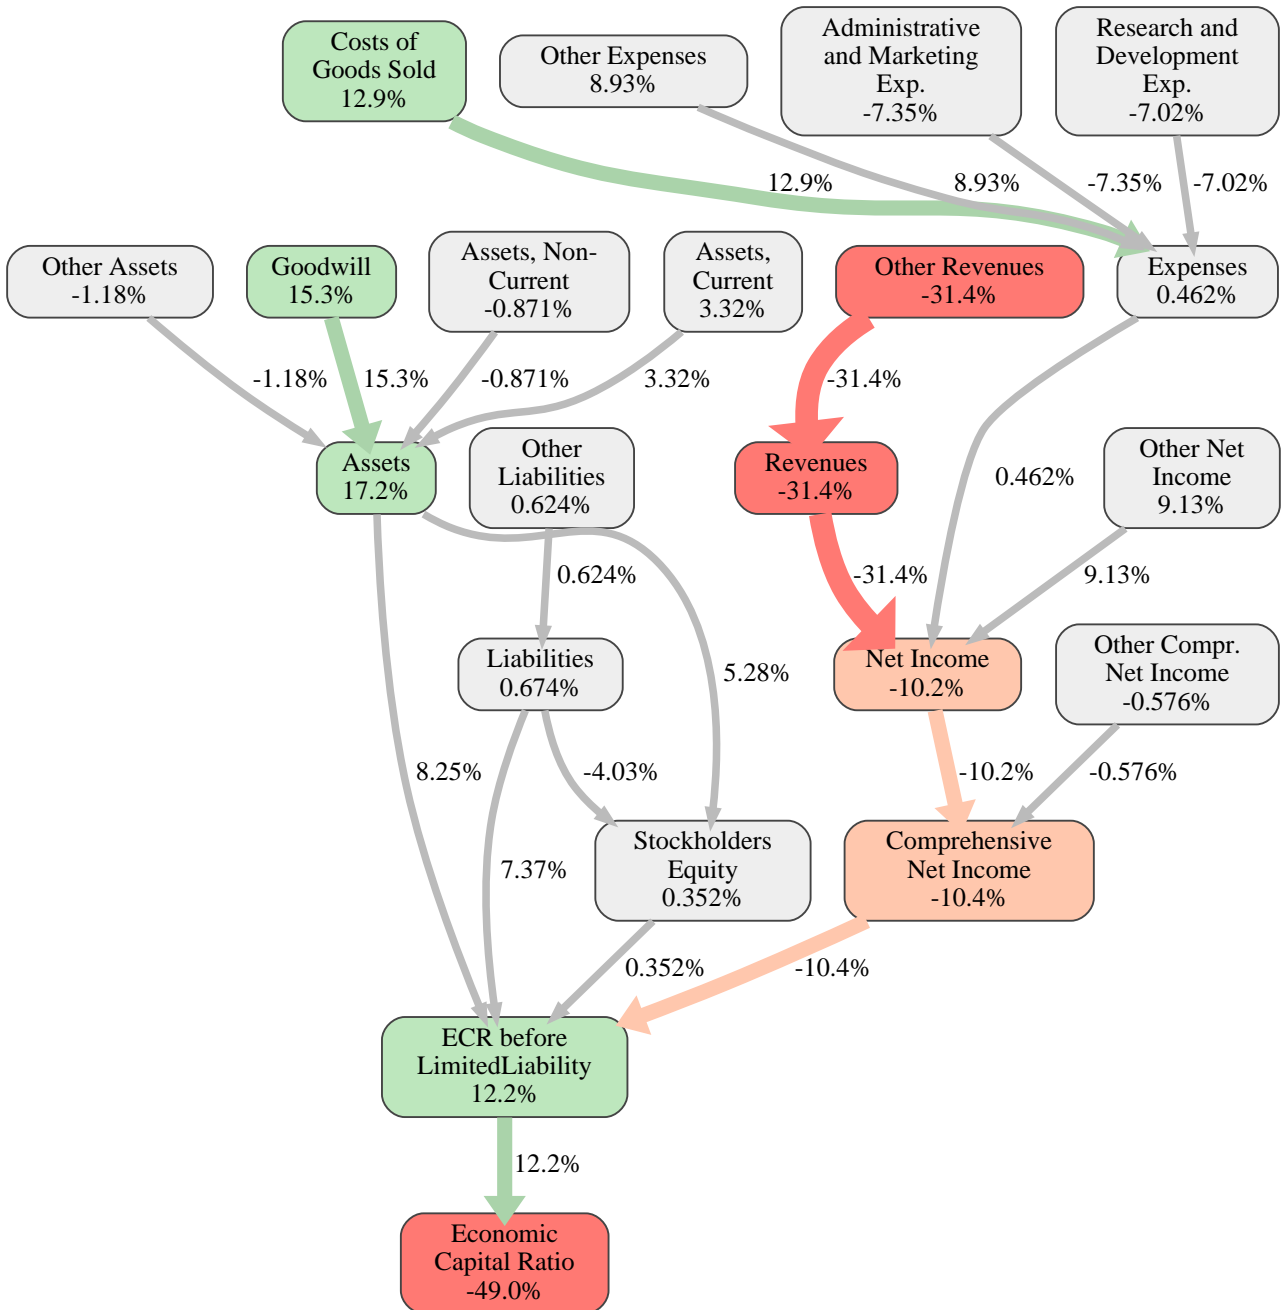 Costs of
Goods Sold
12.9%
Other Expenses
8.93%
Administrative
and Marketing
Exp.
-7.35%
Research and
Development
Exp.
-7.02%
12.9%
8.93%
-7.35%
-7.02%
Other Assets
-1.18%
Goodwill
15.3%
Assets, Non-
Current
-0.871%
Assets,
Current
3.32%
Other Revenues
-31.4%
Expenses
0.462%
-1.18%
15.3%
-0.871%
3.32%
-31.4%
Assets
17.2%
Other
Liabilities
0.624%
Revenues
-31.4%
0.462%
Other Net
Income
9.13%
0.624%
-31.4%
9.13%
Liabilities
0.674%
5.28%
Net Income
-10.2%
Other Compr.
Net Income
-0.576%
8.25%
-4.03%
-10.2%
-0.576%
7.37%
Stockholders
Equity
0.352%
Comprehensive
Net Income
-10.4%
0.352%
-10.4%
ECR before
LimitedLiability
12.2%
12.2%
Economic
Capital Ratio
-49.0%